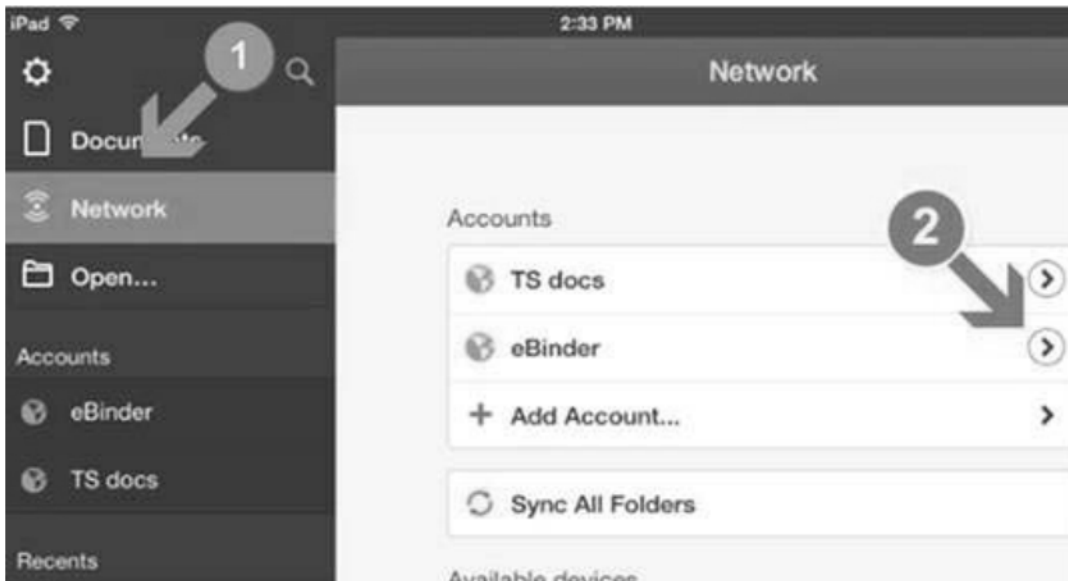 iPad 2:33 PM
1
Network
Documents
Network
Open...
Accounts
eBinder
TS docs
Recents
Accounts
2
TS docs
eBinder
+ Add Account...
Sync All Folders
Available devices